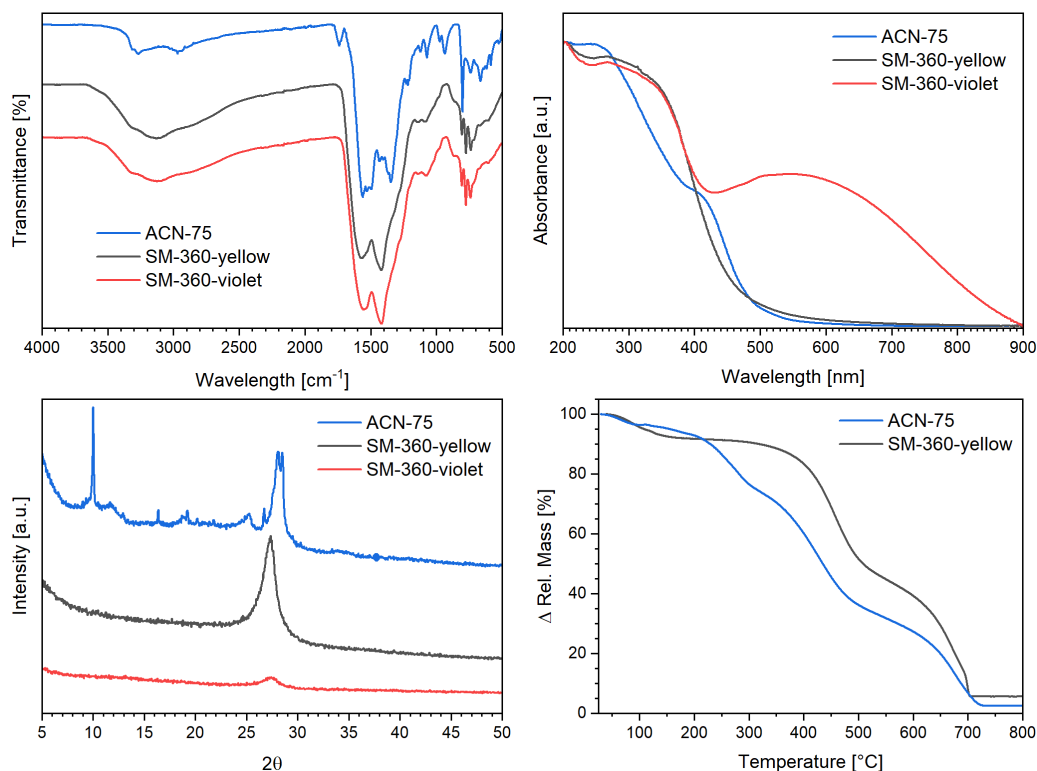 Transmittance [%]
ACN-75
SM-360-yellow
SM-360-violet
4000 3500 3000 2500 2000 1500 1000 500
Wavelength [cm⁻¹]
Absorbance [a.u.]
ACN-75
SM-360-yellow
SM-360-violet
200 300 400 500 600 700 800 900
Wavelength [nm]
Intensity [a.u.]
ACN-75
SM-360-yellow
SM-360-violet
5 10 15 20 25 30 35 40 45 50
2θ
Δ Rel. Mass [%]
100
80
60
40
20
0
ACN-75
SM-360-yellow
100 200 300 400 500 600 700 800
Temperature [°C]